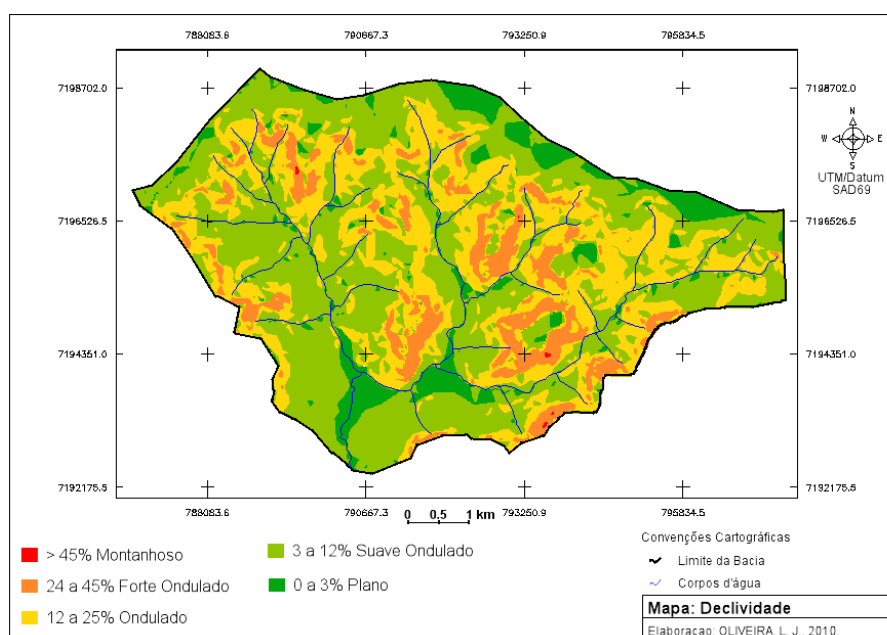 788083.6 790667.3 793250.9 795834.5
7198702.0 7198702.0
N
W E
S
UTM/Datum
SAD69
7196526.5 7196526.5
7194351.0 7194351.0
7192175.5 7192175.5
788083.6 790667.3 793250.9 795834.5
0 0.5 1 km
> 45% Montanhoso
24 a 45% Forte Ondulado
12 a 25% Ondulado
3 a 12% Suave Ondulado
0 a 3% Plano
Convenções Cartográficas
Limite da Bacia
Corpos d'água
Mapa: Declividade
Elaboracao: OLIVEIRA, L. J., 2010.